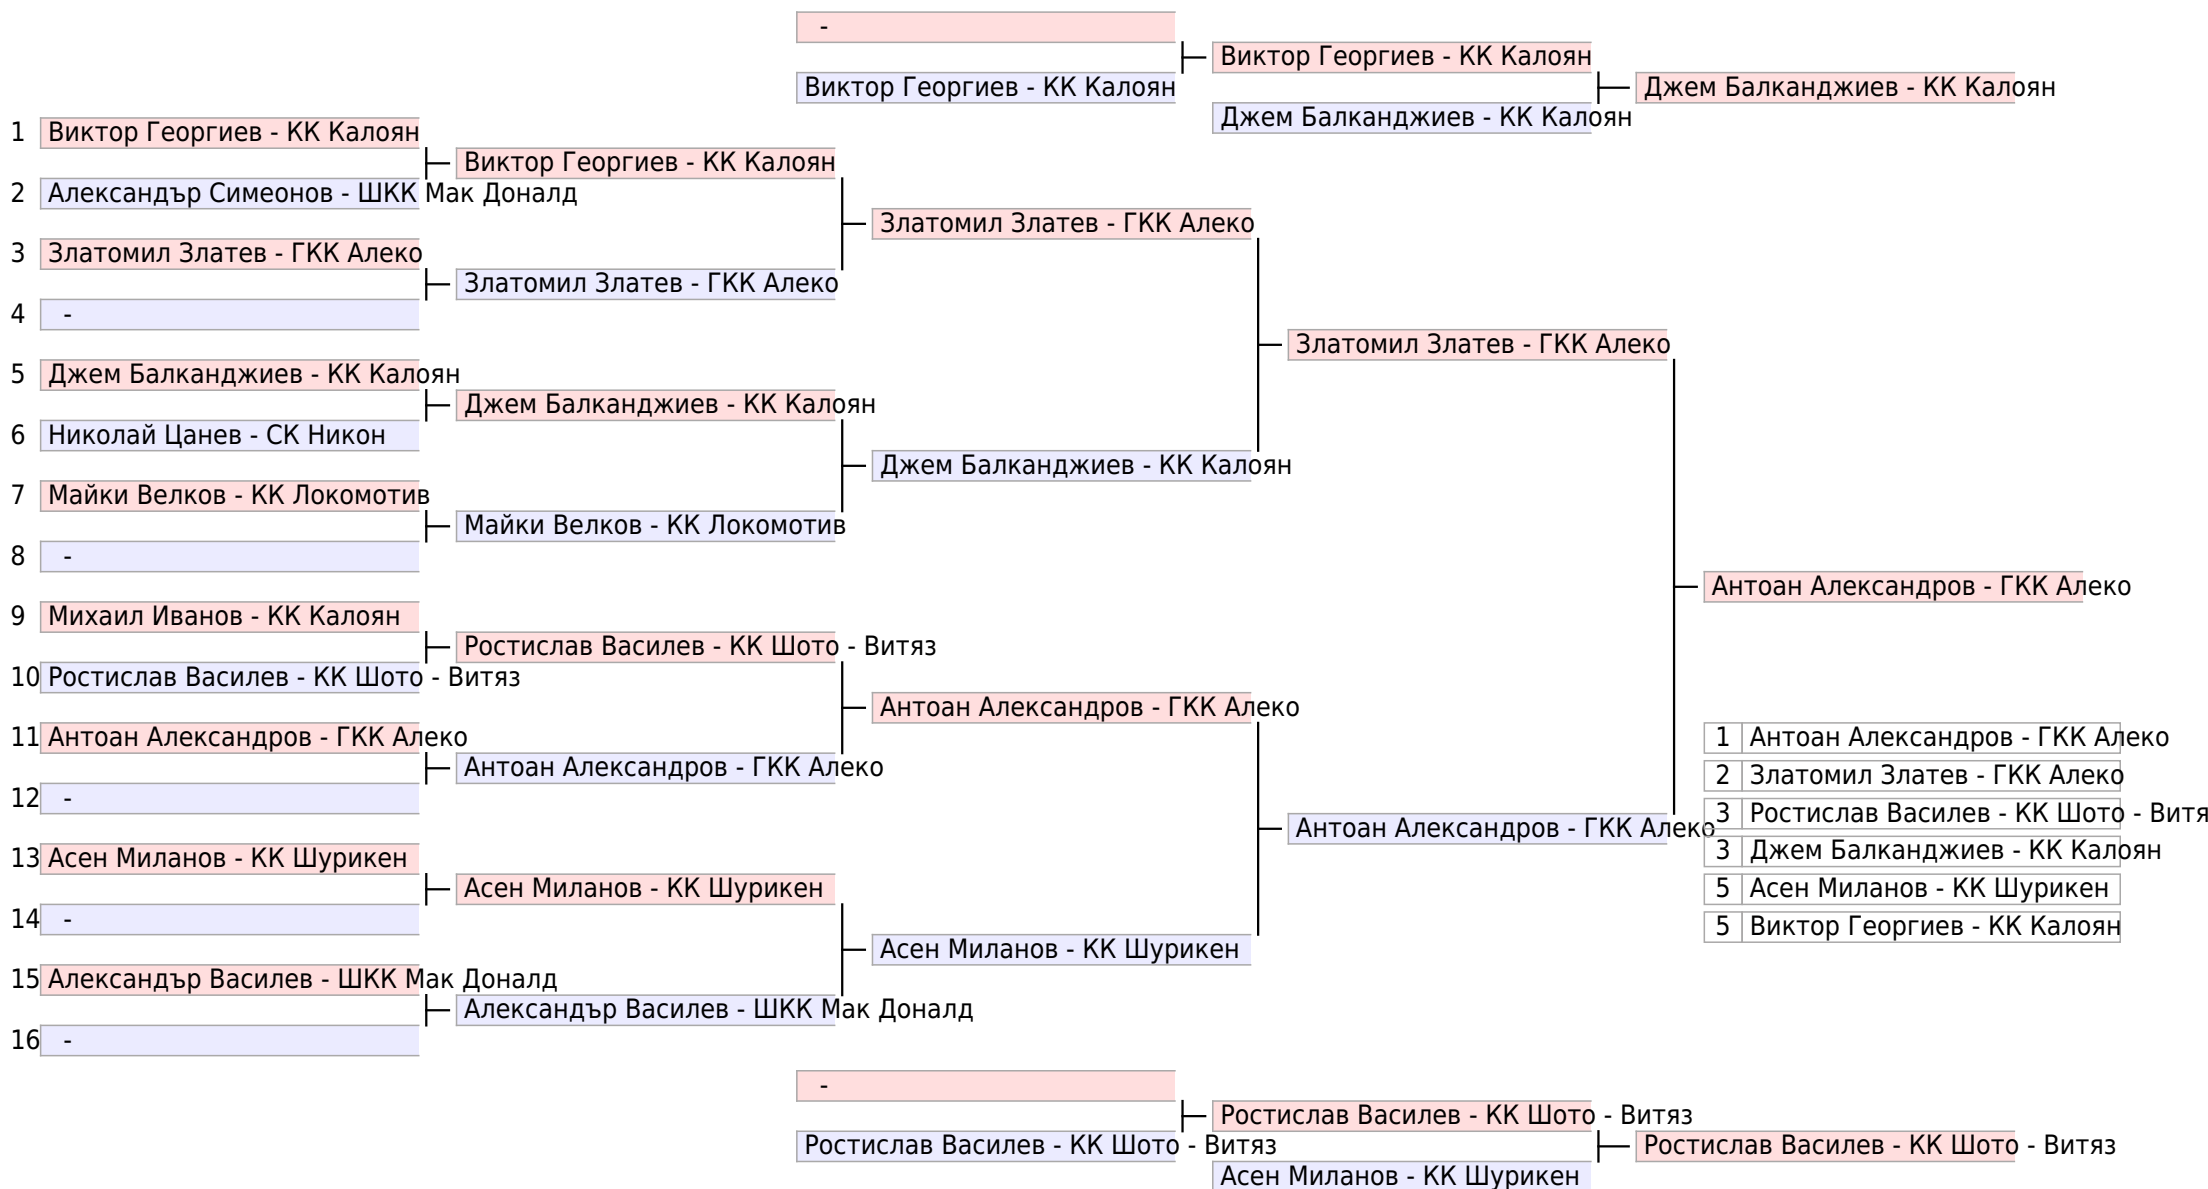 -
Виктор Георгиев - КК Калоян
Виктор Георгиев - КК Калоян
Джем Балканджиев - КК Калоян
Джем Балканджиев - КК Калоян
1 Виктор Георгиев - КК Калоян
Виктор Георгиев - КК Калоян
2 Александър Симеонов - ШКК Мак Доналд
Златомил Златев - ГКК Алеко
3 Златомил Златев - ГКК Алеко
Златомил Златев - ГКК Алеко
4 -
Златомил Златев - ГКК Алеко
5 Джем Балканджиев - КК Калоян
Джем Балканджиев - КК Калоян
6 Николай Цанев - СК Никон
Джем Балканджиев - КК Калоян
7 Майки Велков - КК Локомотив
Майки Велков - КК Локомотив
8 -
Антоан Александров - ГКК Алеко
9 Михаил Иванов - КК Калоян
Ростислав Василев - КК Шото - Витяз
10 Ростислав Василев - КК Шото - Витяз
Антоан Александров - ГКК Алеко
11 Антоан Александров - ГКК Алеко
Антоан Александров - ГКК Алеко
12 -
Антоан Александров - ГКК Алеко
13 Асен Миланов - КК Шурикен
Асен Миланов - КК Шурикен
14 -
Асен Миланов - КК Шурикен
15 Александър Василев - ШКК Мак Доналд
Александър Василев - ШКК Мак Доналд
16 -
1 Антоан Александров - ГКК Алеко
2 Златомил Златев - ГКК Алеко
3 Ростислав Василев - КК Шото - Витя
3 Джем Балканджиев - КК Калоян
5 Асен Миланов - КК Шурикен
5 Виктор Георгиев - КК Калоян
-
Ростислав Василев - КК Шото - Витяз
Ростислав Василев - КК Шото - Витяз
Ростислав Василев - КК Шото - Витяз
Асен Миланов - КК Шурикен